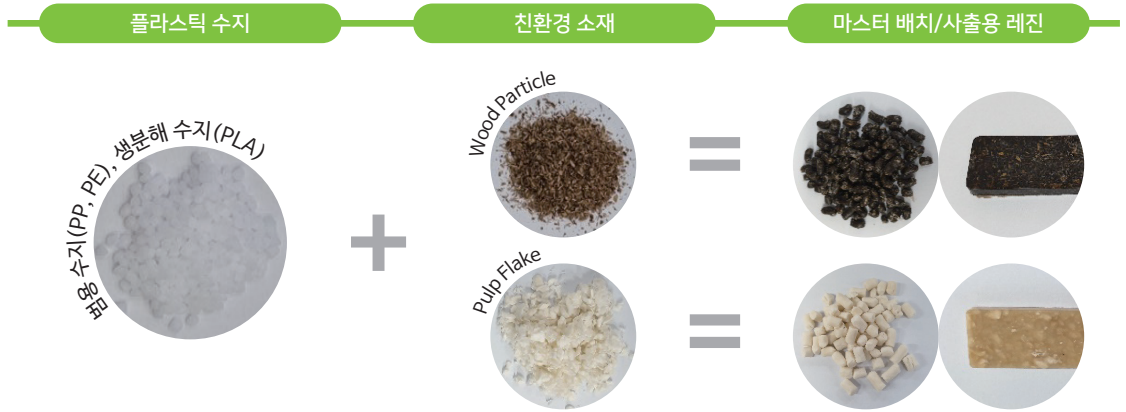 플라스틱 수지
친환경 소재
마스터 배치/사출용 레진
범용 수지(PP, PE), 생분해 수지(PLA)
+
Wood Particle
=
Pulp Flake
=